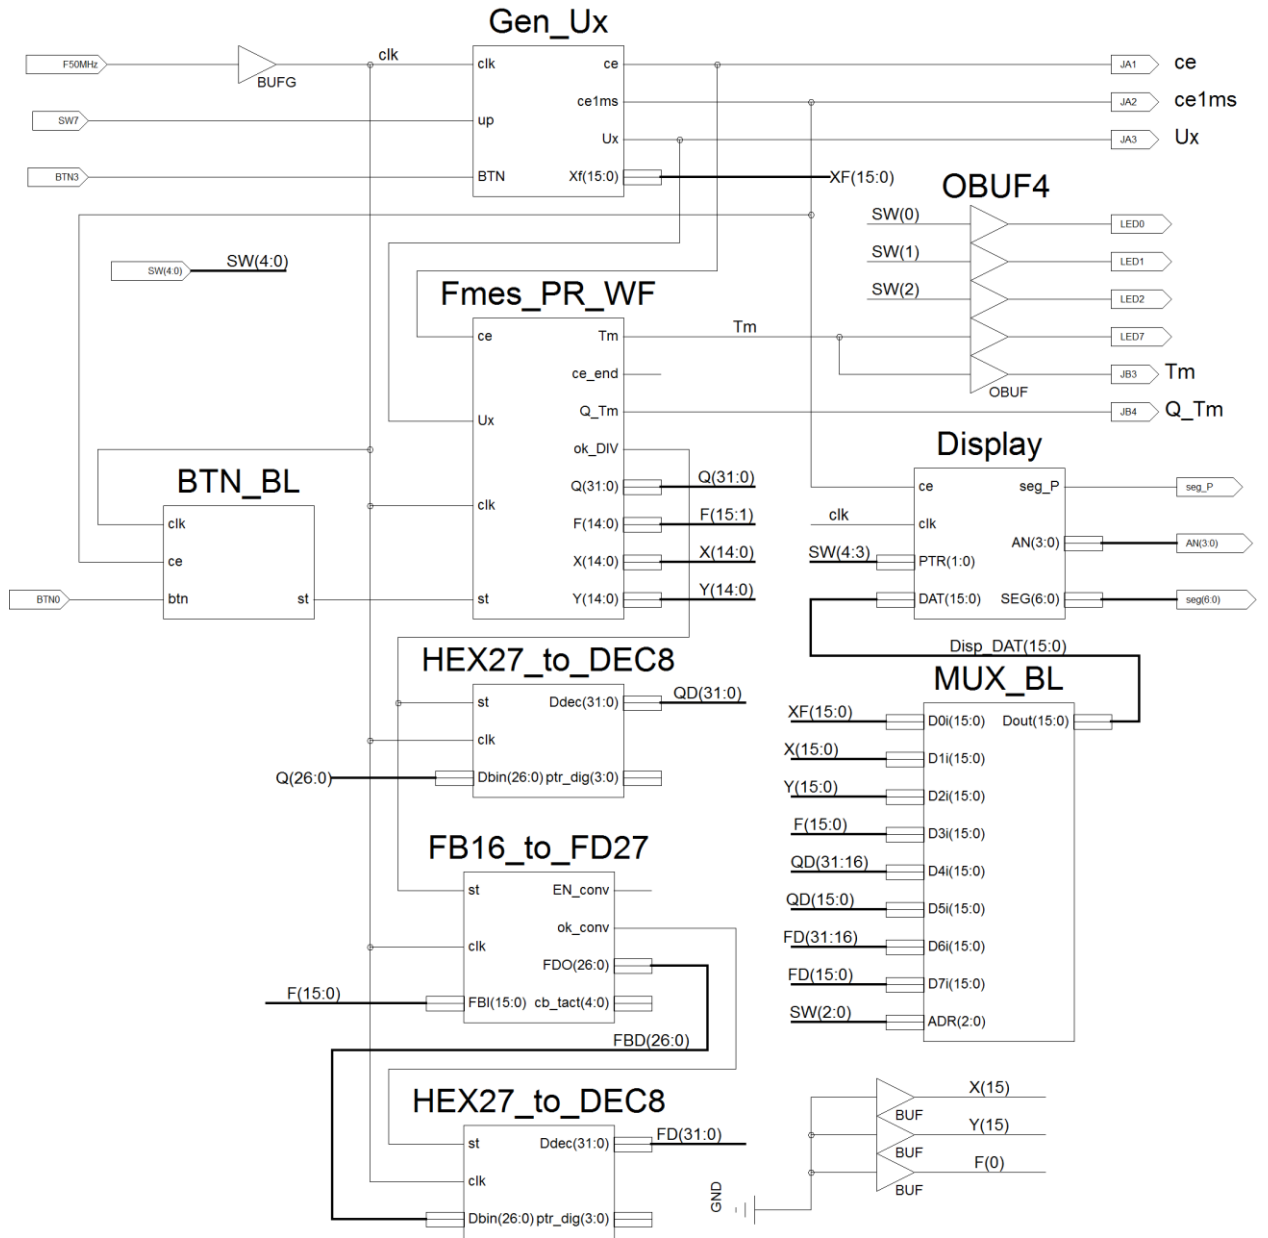 Gen_Ux
F50MHz
BUFG
clk
clk
ce
JA1
ce
ce1ms
JA2
ce1ms
SW7
up
Ux
JA3
Ux
BTN3
BTN
Xf(15:0)
XF(15:0)
OBUF4
SW(0)
LED0
SW(1)
LED1
SW(2)
LED2
LED7
JB3
Tm
OBUF
JB4
Q_Tm
SW(4:0)
SW(4:0)
Fmes_PR_WF
ce
Tm
Tm
ce_end
Q_Tm
Ux
ok_DIV
Q(31:0)
Q(31:0)
clk
F(14:0)
F(15:1)
X(14:0)
X(14:0)
st
Y(14:0)
Y(14:0)
BTN_BL
clk
ce
BTN0
btn
st
Display
ce
seg_P
seg_P
clk
clk
AN(3:0)
AN(3:0)
SW(4:3)
PTR(1:0)
DAT(15:0)
SEG(6:0)
seg(6:0)
Disp_DAT(15:0)
HEX27_to_DEC8
st
Ddec(31:0)
QD(31:0)
clk
Q(26:0)
Dbin(26:0)
ptr_dig(3:0)
MUX_BL
XF(15:0)
D0i(15:0)
Dout(15:0)
X(15:0)
D1i(15:0)
Y(15:0)
D2i(15:0)
F(15:0)
D3i(15:0)
QD(31:16)
D4i(15:0)
QD(15:0)
D5i(15:0)
FD(31:16)
D6i(15:0)
FD(15:0)
D7i(15:0)
SW(2:0)
ADR(2:0)
FB16_to_FD27
st
EN_conv
ok_conv
clk
FDO(26:0)
F(15:0)
FBI(15:0)
cb_tact(4:0)
FBD(26:0)
HEX27_to_DEC8
st
Ddec(31:0)
FD(31:0)
clk
Dbin(26:0)
ptr_dig(3:0)
X(15)
BUF
Y(15)
BUF
F(0)
BUF
GND